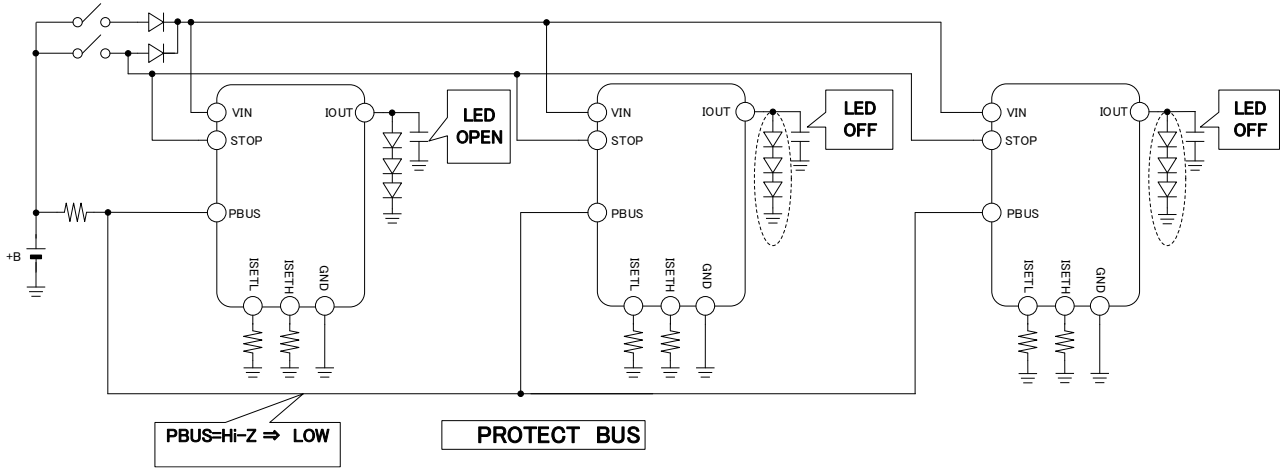 VIN
IOUT
STOP
PBUS
ISETL
ISETH
GND
LED
OPEN
VIN
IOUT
STOP
PBUS
ISETL
ISETH
GND
LED
OFF
VIN
IOUT
STOP
PBUS
ISETL
ISETH
GND
LED
OFF
+B
PBUS=Hi-Z ⇒ LOW
PROTECT BUS